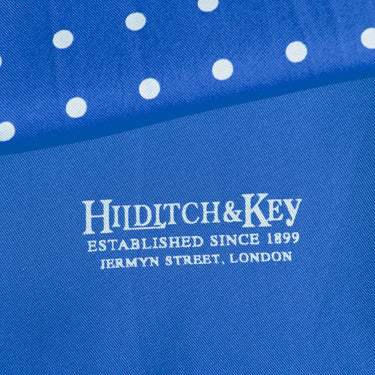 HILDITCH & KEY
ESTABLISHED SINCE 1899
JERMYN STREET, LONDON